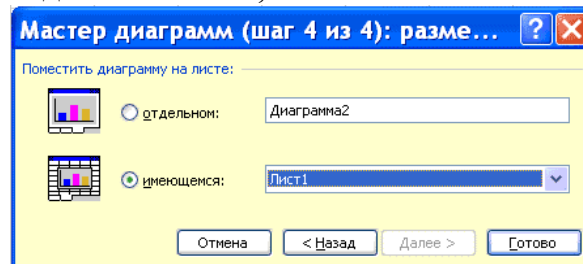 Мастер диаграмм (шаг 4 из 4): разме...
Поместить диаграмму на листе:
отдельном: Диаграмма2
имеющемся: Лист1
Отмена < Назад Далее > Готово